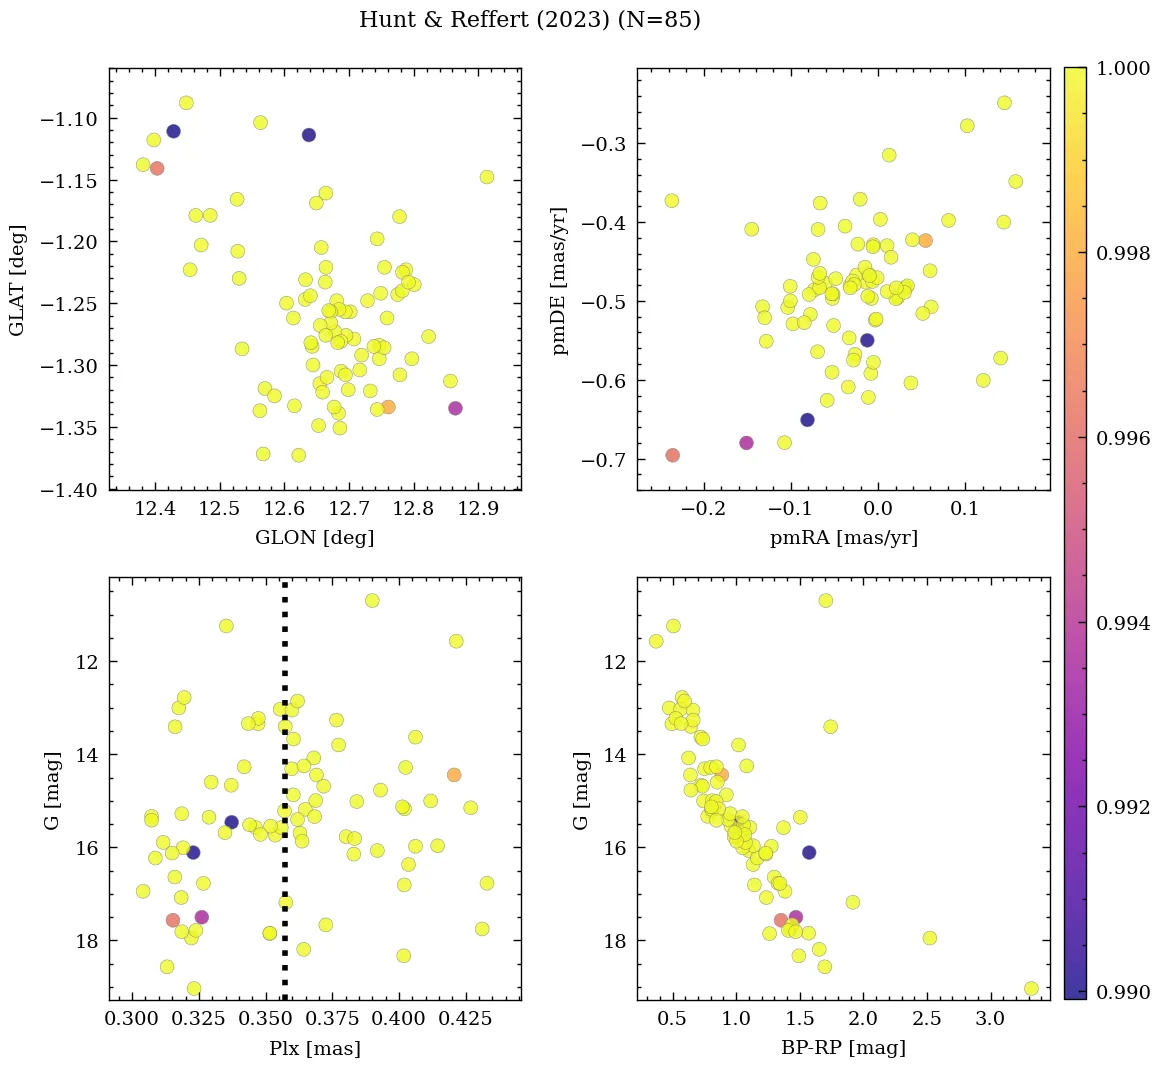 Hunt & Reffert (2023) (N=85)
−1.10
−1.15
−1.20
−1.25
−1.30
−1.35
−1.40
GLAT [deg]
12.4 12.5 12.6 12.7 12.8 12.9
GLON [deg]
−0.3
−0.4
−0.5
−0.6
−0.7
pmDE [mas/yr]
−0.2 −0.1 0.0 0.1
pmRA [mas/yr]
1.000
0.998
0.996
0.994
0.992
0.990
12
14
16
18
G [mag]
0.300 0.325 0.350 0.375 0.400 0.425
Plx [mas]
12
14
16
18
G [mag]
0.5 1.0 1.5 2.0 2.5 3.0
BP-RP [mag]